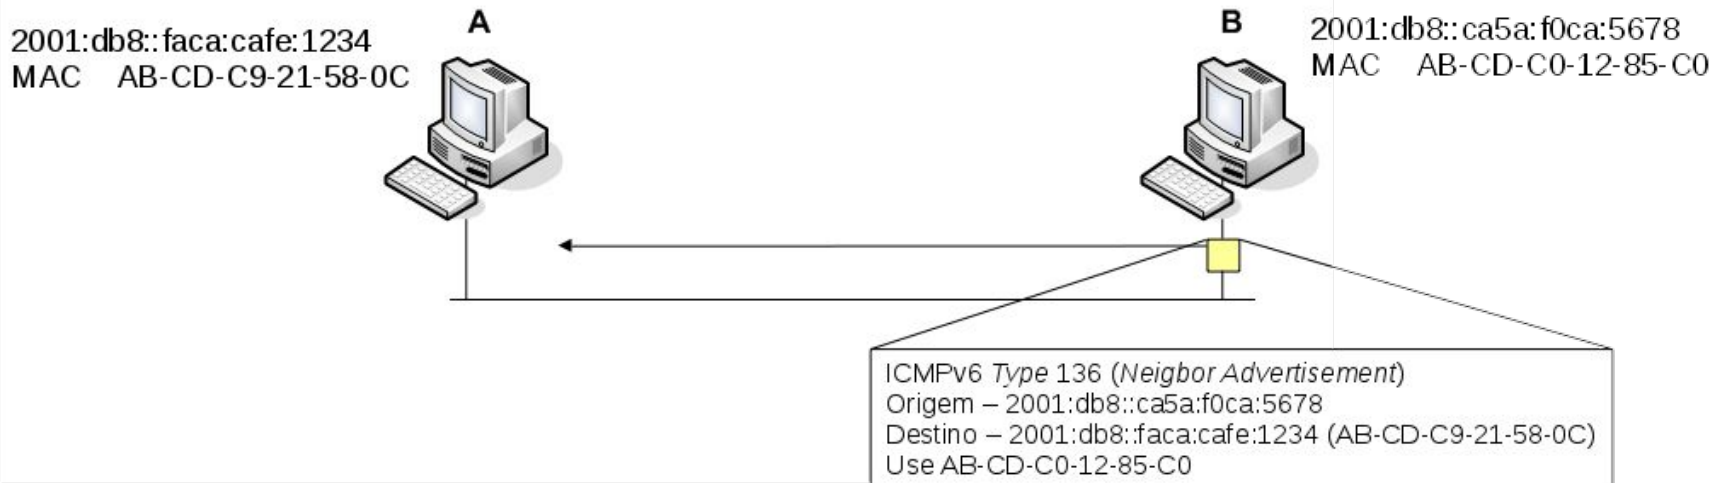 A
2001:db8::faca:cafe:1234
MAC AB-CD-C9-21-58-0C
B
2001:db8::ca5a:f0ca:5678
MAC AB-CD-C0-12-85-C0
ICMPv6 Type 136 (Neigbor Advertisement)
Origem – 2001:db8::ca5a:f0ca:5678
Destino – 2001:db8::faca:cafe:1234 (AB-CD-C9-21-58-0C)
Use AB-CD-C0-12-85-C0